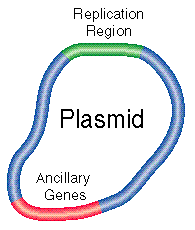 Replication
Region
Plasmid
Ancillary
Genes